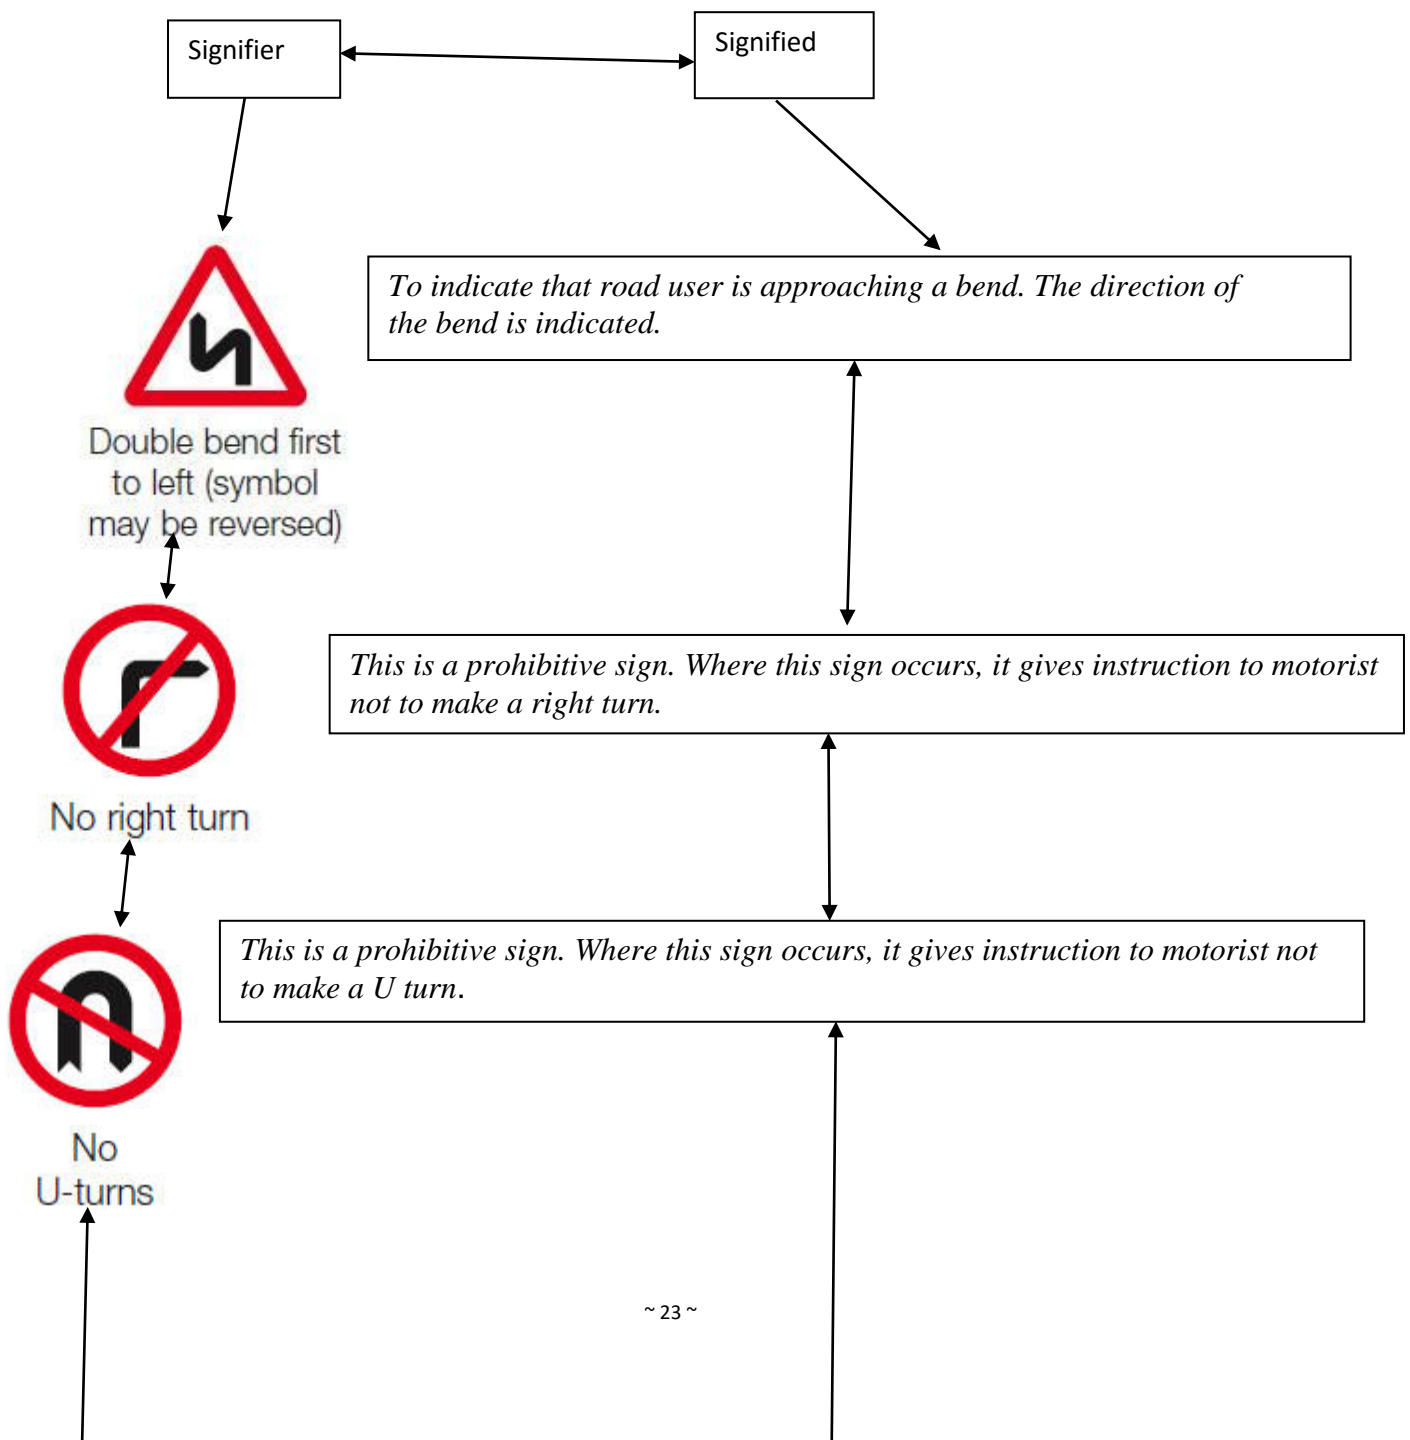 Signifier
Signified
To indicate that road user is approaching a bend. The direction of
the bend is indicated.
Double bend first
to left (symbol
may be reversed)
This is a prohibitive sign. Where this sign occurs, it gives instruction to motorist
not to make a right turn.
No right turn
This is a prohibitive sign. Where this sign occurs, it gives instruction to motorist not
to make a U turn.
No
U-turns
~ 23 ~